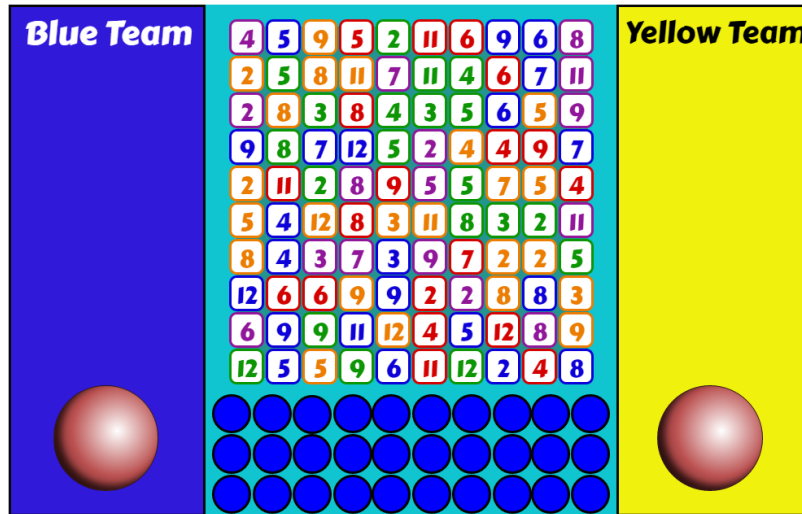 Blue Team
4 5 9 5 2 11 6 9 6 8
2 5 8 11 7 11 4 6 7 11
2 8 3 8 4 3 5 6 5 9
9 8 7 12 5 2 4 4 9 7
2 11 2 8 9 5 5 7 5 4
5 4 12 8 3 11 8 3 2 11
8 4 3 7 3 9 7 2 2 5
12 6 6 9 9 2 2 8 8 3
6 9 9 11 12 4 5 12 8 9
12 5 5 9 6 11 12 2 4 8
Yellow Team